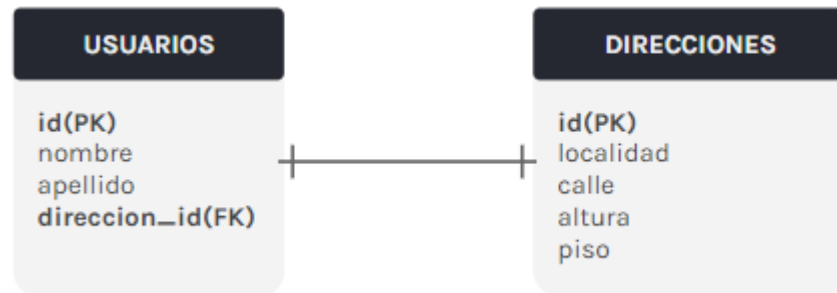 USUARIOS
id(PK)
nombre
apellido
direccion_id(FK)
DIRECCIONES
id(PK)
localidad
calle
altura
piso